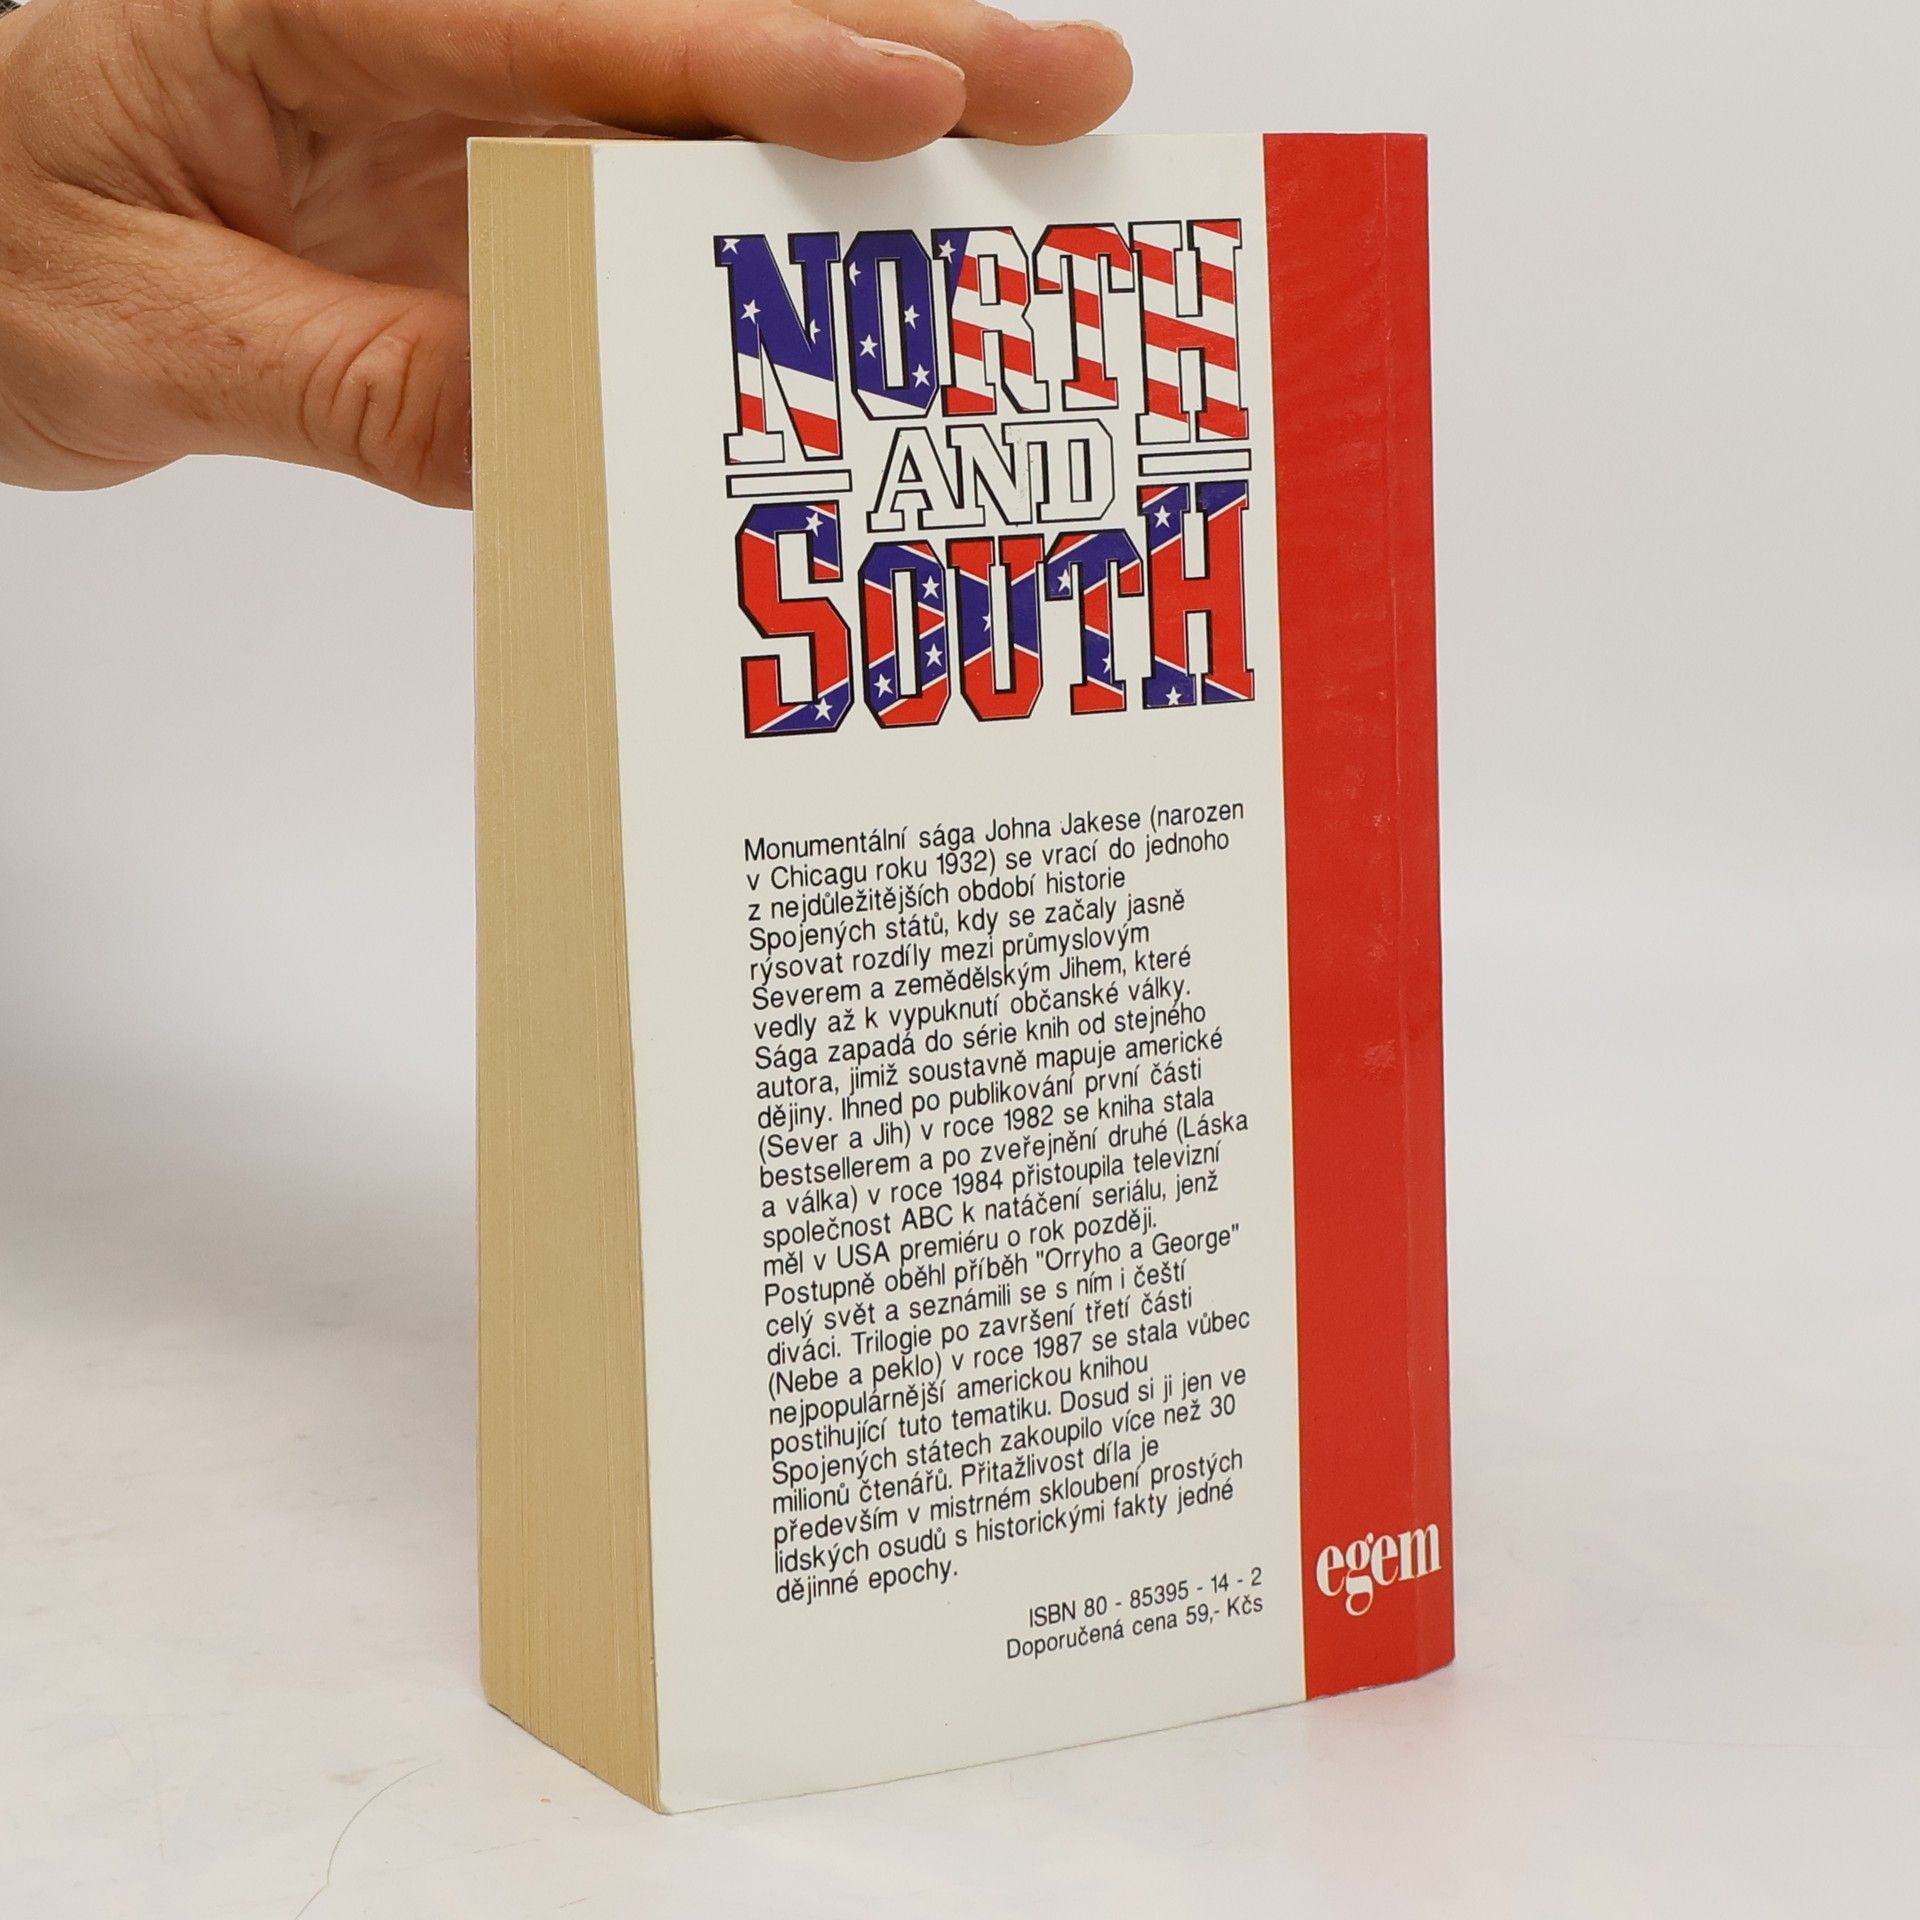 NORTH
AND
SOUTH
Monumentální sága Johna Jakese (narozen
v Chicagu roku 1932) se vrací do jednoho
z nejdůležitějších období historie
Spojených států, kdy se začaly jasně
rýsovat rozdíly mezi průmyslovým
Severem a zemědělským Jihem, které
vedly až k vypuknutí občanské války.
Sága zapadá do série knih od stejného
autora, jimiž soustavně mapuje americké
dějiny. Ihned po publikování první části
(Sever a Jih) v roce 1982 se kniha stala
bestsellerem a po zveřejnění druhé (Láska
a válka) v roce 1984 přistoupila televizní
společnost ABC k natáčení seriálu, jenž
měl v USA premiéru o rok později.
Postupně oběhl příběh "Orryho a George"
celý svět a seznámili se s ním i čeští
diváci. Trilogie po završení třetí části
(Nebe a peklo) v roce 1987 se stala vůbec
nejpopulárnější americkou knihou
postihující tuto tematiku. Dosud si ji jen ve
Spojených státech zakoupilo více než 30
milionů čtenářů. Přitažlivost díla je
především v mistrném skloubení prostých
lidských osudů s historickými fakty jedné
dějinné epochy.
ISBN 80 - 85395 - 14 - 2
Doporučená cena 59,- Kčs
egem